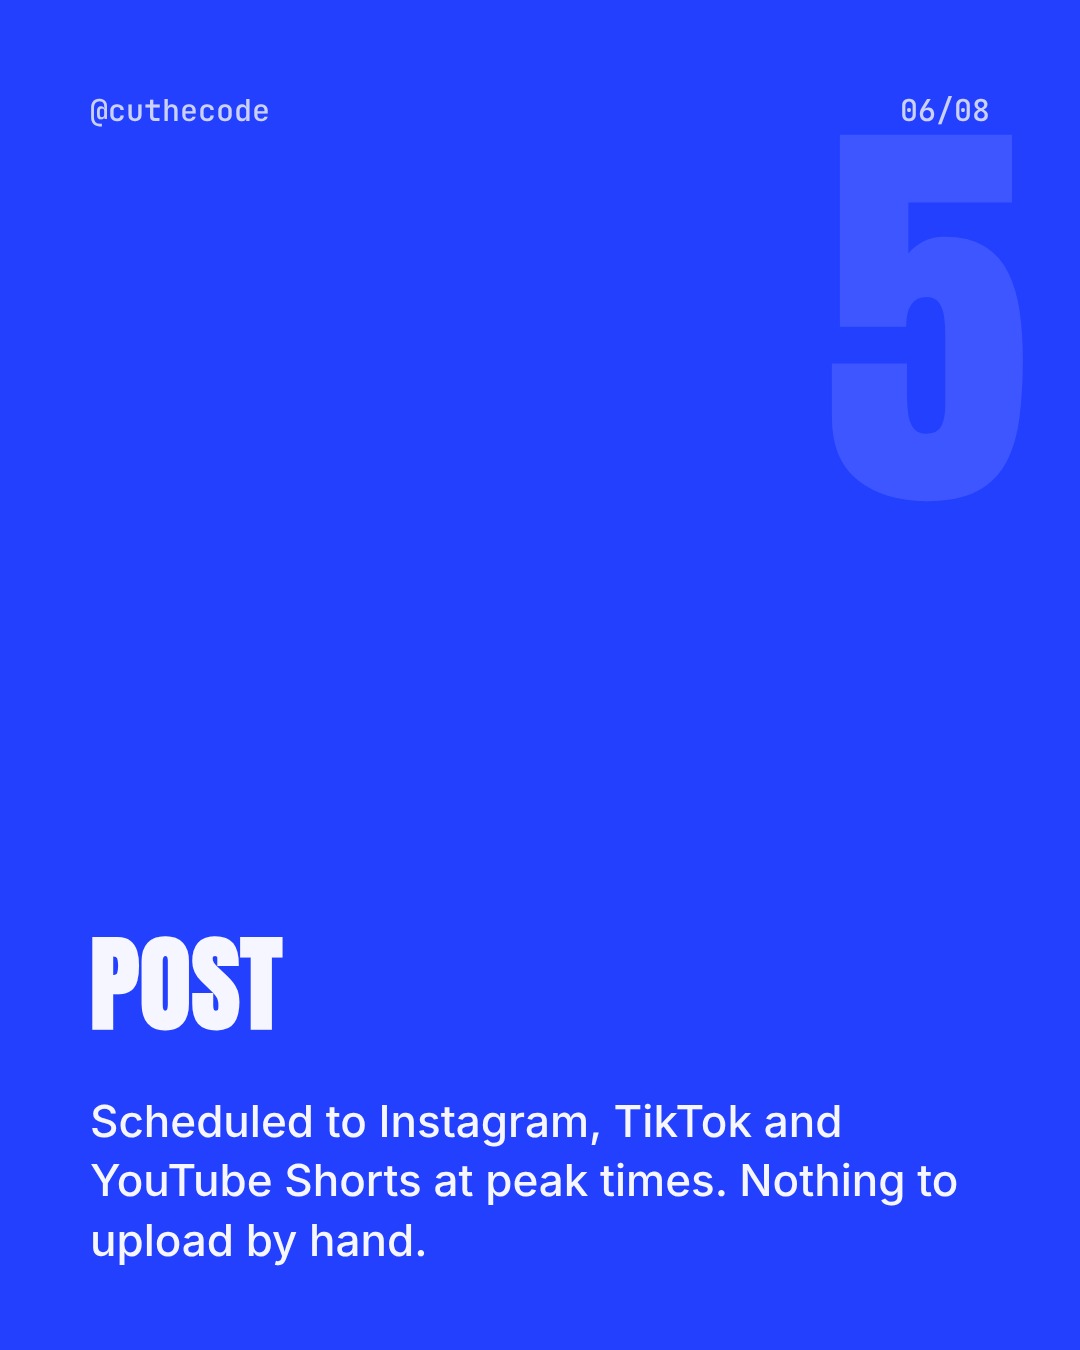 @cuthecode
06/08
5
POST
Scheduled to Instagram, TikTok and
YouTube Shorts at peak times. Nothing to
upload by hand.